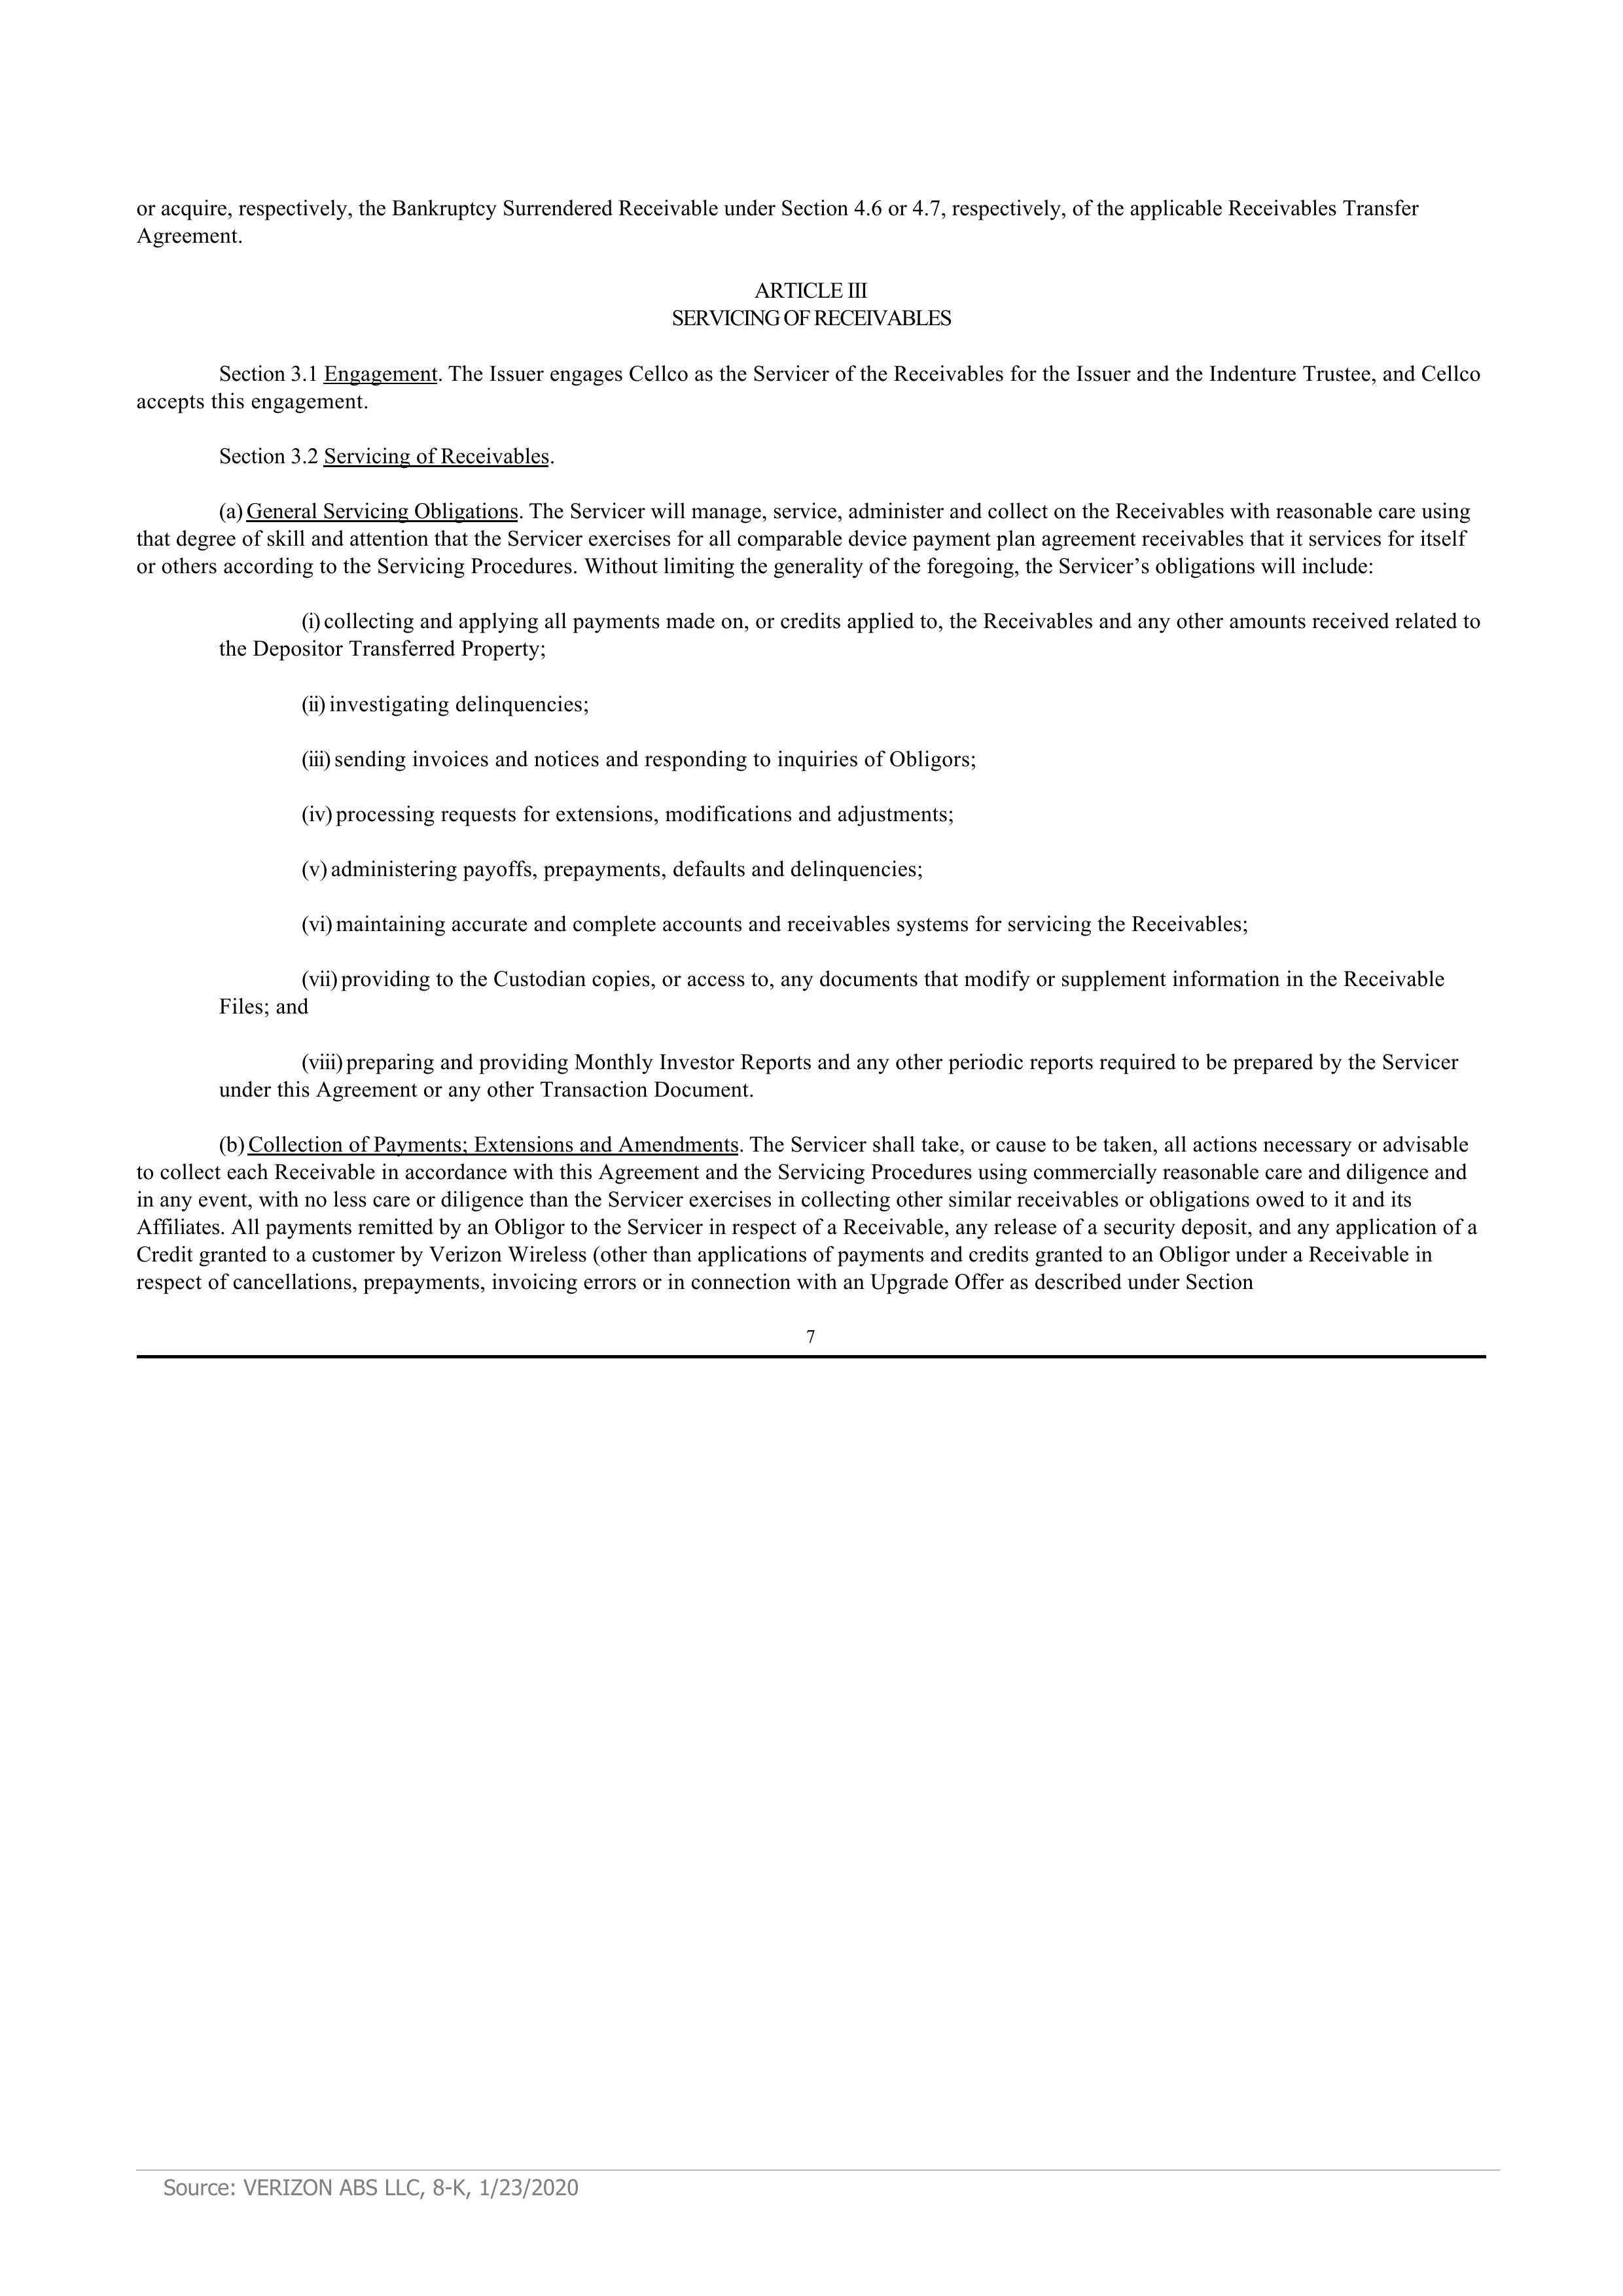 or acquire, respectively, the Bankruptcy Surrendered Receivable under Section 4.6 or 4.7, respectively, of the applicable Receivables Transfer
Agreement.
ARTICLE III
SERVICING OF RECEIVABLES
Section 3.1 Engagement. The Issuer engages Cellco as the Servicer of the Receivables for the Issuer and the Indenture Trustee, and Cellco
accepts this engagement.
Section 3.2 Servicing of Receivables.
(a) General Servicing Obligations. The Servicer will manage, service, administer and collect on the Receivables with reasonable care using
that degree of skill and attention that the Servicer exercises for all comparable device payment plan agreement receivables that it services for itself
or others according to the Servicing Procedures. Without limiting the generality of the foregoing, the Servicer’s obligations will include:
(i) collecting and applying all payments made on, or credits applied to, the Receivables and any other amounts received related to
the Depositor Transferred Property;
(ii) investigating delinquencies;
(iii) sending invoices and notices and responding to inquiries of Obligors;
(iv) processing requests for extensions, modifications and adjustments;
(v) administering payoffs, prepayments, defaults and delinquencies;
(vi) maintaining accurate and complete accounts and receivables systems for servicing the Receivables;
(vii) providing to the Custodian copies, or access to, any documents that modify or supplement information in the Receivable
Files; and
(viii) preparing and providing Monthly Investor Reports and any other periodic reports required to be prepared by the Servicer
under this Agreement or any other Transaction Document.
(b) Collection of Payments; Extensions and Amendments. The Servicer shall take, or cause to be taken, all actions necessary or advisable
to collect each Receivable in accordance with this Agreement and the Servicing Procedures using commercially reasonable care and diligence and
in any event, with no less care or diligence than the Servicer exercises in collecting other similar receivables or obligations owed to it and its
Affiliates. All payments remitted by an Obligor to the Servicer in respect of a Receivable, any release of a security deposit, and any application of a
Credit granted to a customer by Verizon Wireless (other than applications of payments and credits granted to an Obligor under a Receivable in
respect of cancellations, prepayments, invoicing errors or in connection with an Upgrade Offer as described under Section
7
Source: VERIZON ABS LLC, 8-K, 1/23/2020